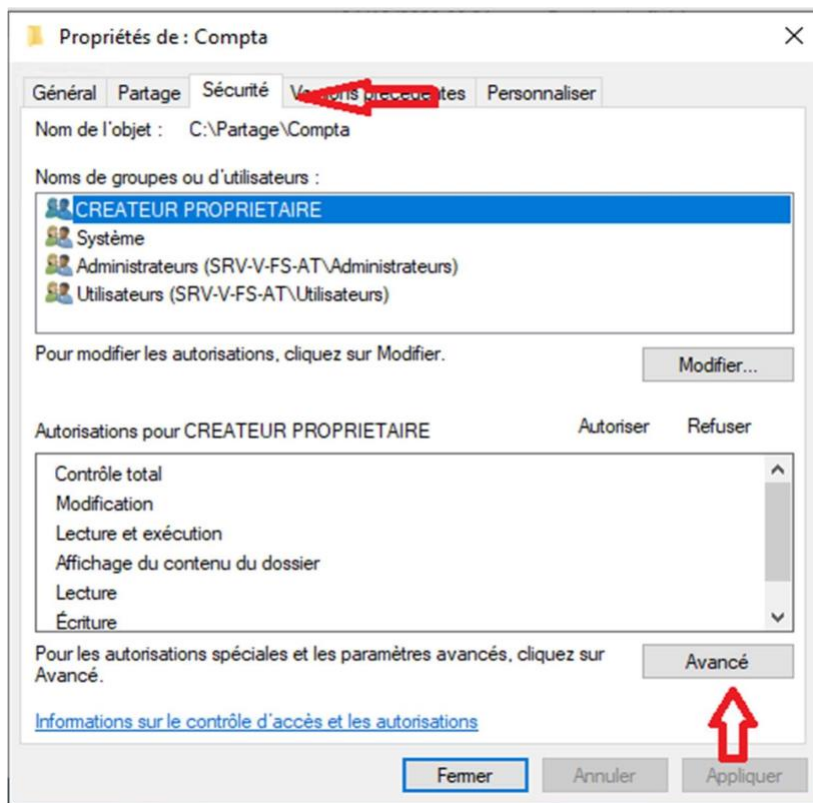 Propriétés de : Compta
Général Partage Sécurité Versions précédentes Personnaliser
Nom de l'objet : C:\Partage\Compta
Noms de groupes ou d'utilisateurs :
CREATEUR PROPRIETAIRE
Système
Administrateurs (SRV-V-FS-AT\Administrateurs)
Utilisateurs (SRV-V-FS-AT\Utilisateurs)
Pour modifier les autorisations, cliquez sur Modifier.
Modifier...
Autorisations pour CREATEUR PROPRIETAIRE Autoriser Refuser
Contrôle total
Modification
Lecture et exécution
Affichage du contenu du dossier
Lecture
Écriture
Pour les autorisations spéciales et les paramètres avancés, cliquez sur
Avancé.
Avancé
Informations sur le contrôle d'accès et les autorisations
Fermer Annuler Appliquer